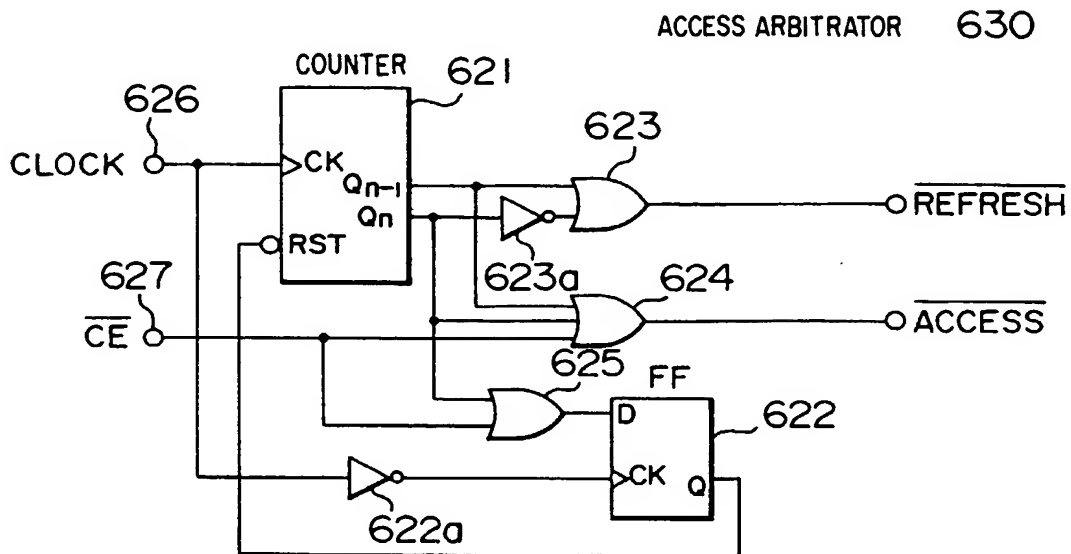 ACCESS ARBITRATOR 630
COUNTER
621
626
CLOCK
CK
Qn-1
Qn
RST
623
REFRESH
623a
627
CE
624
ACCESS
625
FF
D
622
CK
Q
622a